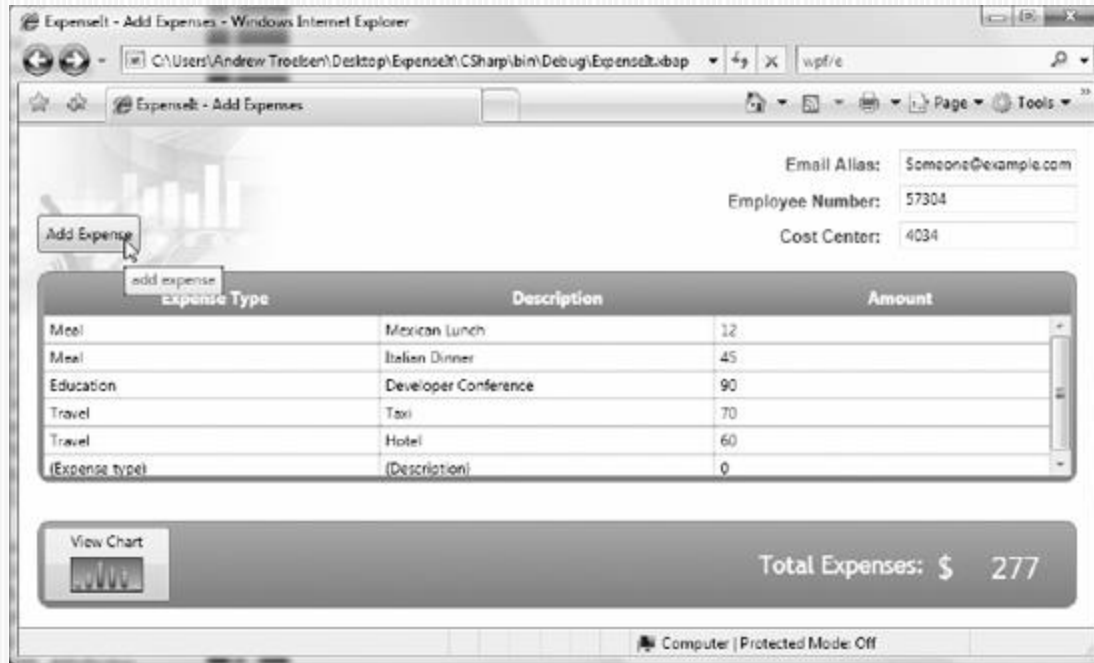 ExpenseIt - Add Expenses - Windows Internet Explorer
C:\Users\Andrew Troelsen\Desktop\ExpenseIt\CSharp\bin\Debug\ExpenseIt.xbap
wpf/e
ExpenseIt - Add Expenses
Page
Tools
Email Alias: Someone@example.com
Employee Number: 57304
Cost Center: 4034
Add Expense
add expense
Expense Type Description Amount
Meal Mexican Lunch 12
Meal Italian Dinner 45
Education Developer Conference 90
Travel Taxi 70
Travel Hotel 60
(Expense type) (Description) 0
View Chart
Total Expenses: $ 277
Computer | Protected Mode: Off